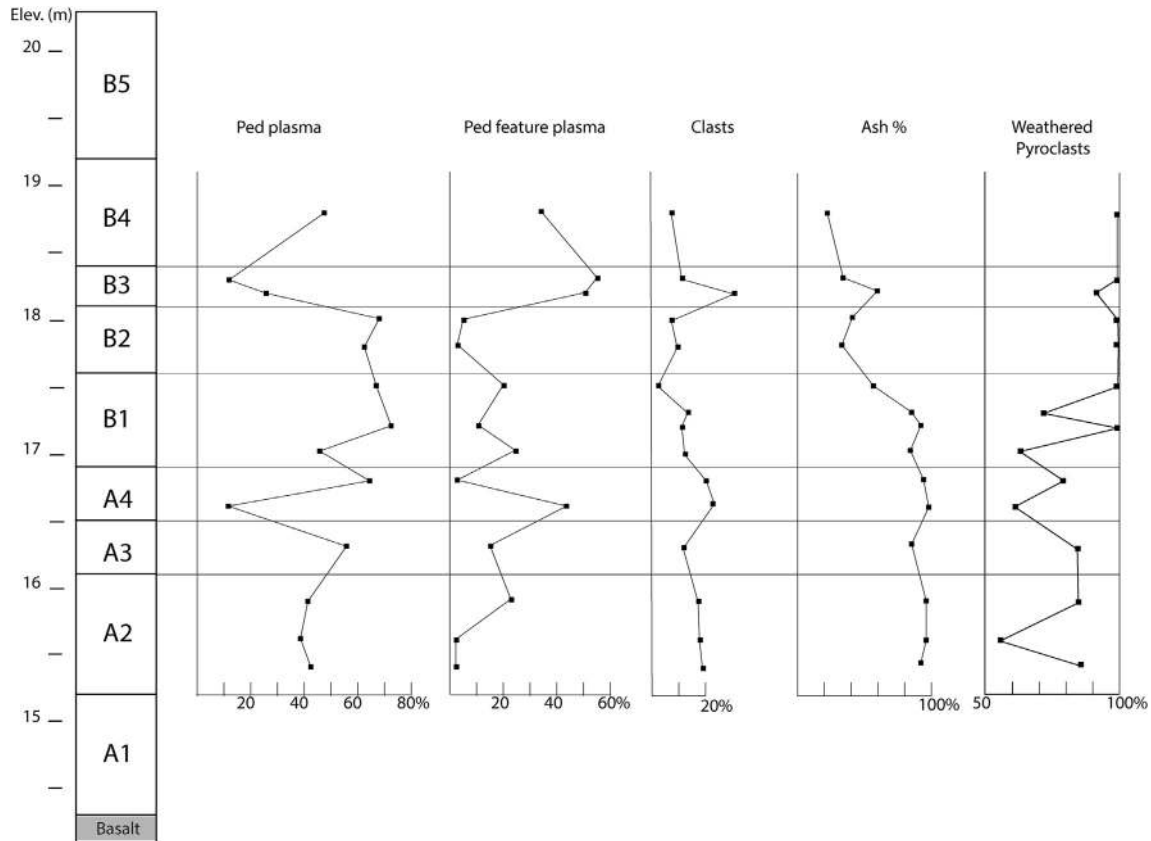 Elev. (m)
20
B5
Ped plasma
Ped feature plasma
Clasts
Ash %
Weathered
Pyroclasts
19
B4
B3
18
B2
B1
17
A4
A3
16
A2
20
40
60
80%
20
40
60%
20%
100%
50
100%
15
A1
Basalt